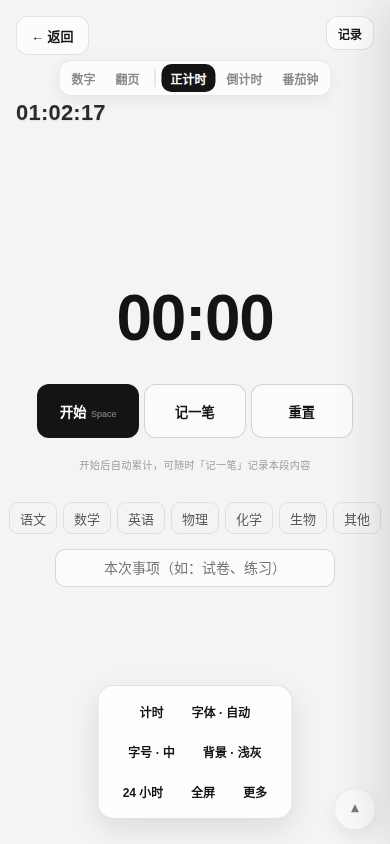 ← 返回
记录
数字 翻页 正计时 倒计时 番茄钟
01:02:17
00:00
开始 Space 记一笔 重置
开始后自动累计，可随时「记一笔」记录本段内容
语文 数学 英语 物理 化学 生物 其他
本次事项（如：试卷、练习）
计时 字体 · 自动
字号 · 中 背景 · 浅灰
24 小时 全屏 更多
▲